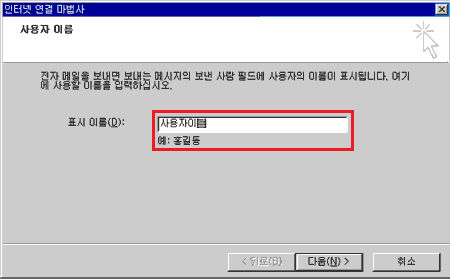 인터넷 연결 마법사
사용자 이름
전자 메일을 보내면 보내는 메시지의 보낸 사람 필드에 사용자의 이름이 표시됩니다. 여기
에 사용할 이름을 입력하십시오.
표시 이름(D):
사용자이름
예: 홍길동
< 뒤로(B)
다음(N) >
취소